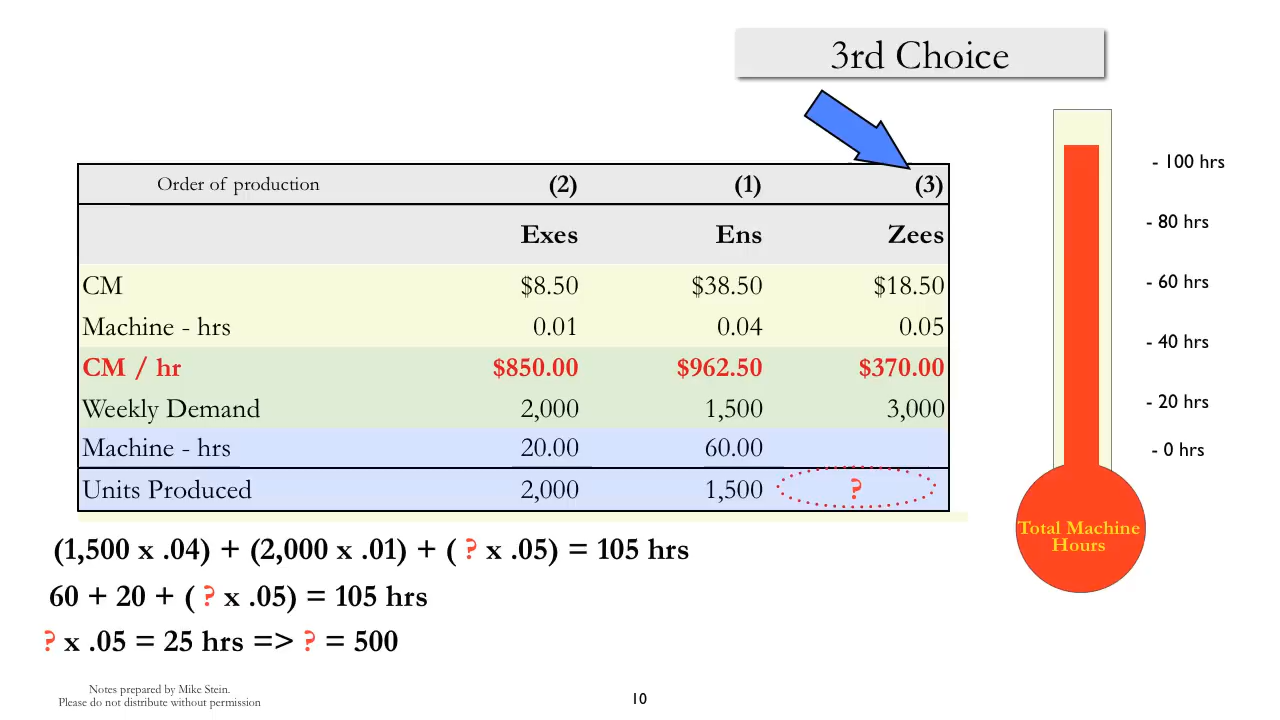 3rd Choice
Order of production (2) (1) (3)
Exes Ens Zees
CM $8.50 $38.50 $18.50
Machine - hrs 0.01 0.04 0.05
CM / hr $850.00 $962.50 $370.00
Weekly Demand 2,000 1,500 3,000
Machine - hrs 20.00 60.00
Units Produced 2,000 1,500 ?
- 100 hrs
- 80 hrs
- 60 hrs
- 40 hrs
- 20 hrs
- 0 hrs
Total Machine
Hours
(1,500 x .04) + (2,000 x .01) + ( ? x .05) = 105 hrs
60 + 20 + ( ? x .05) = 105 hrs
? x .05 = 25 hrs => ? = 500
Notes prepared by Mike Stein.
Please do not distribute without permission
10